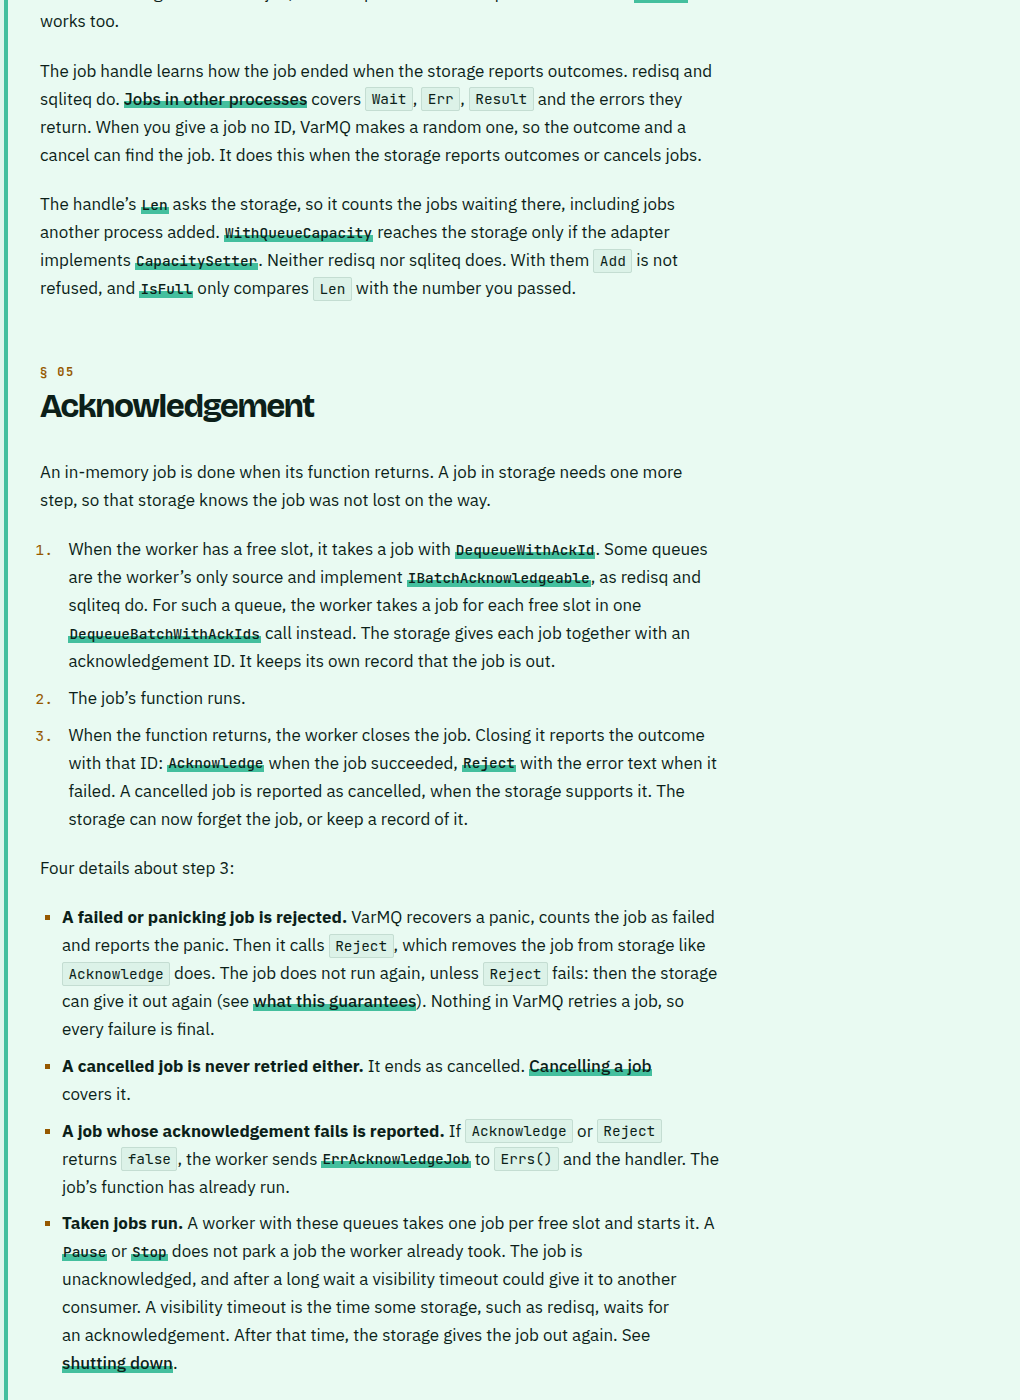 works too.
The job handle learns how the job ended when the storage reports outcomes. redisq and
sqliteq do. Jobs in other processes covers Wait, Err, Result and the errors they
return. When you give a job no ID, VarMQ makes a random one, so the outcome and a
cancel can find the job. It does this when the storage reports outcomes or cancels jobs.
The handle’s Len asks the storage, so it counts the jobs waiting there, including jobs
another process added. WithQueueCapacity reaches the storage only if the adapter
implements CapacitySetter. Neither redisq nor sqliteq does. With them Add is not
refused, and IsFull only compares Len with the number you passed.
§ 05
Acknowledgement
An in-memory job is done when its function returns. A job in storage needs one more
step, so that storage knows the job was not lost on the way.
1. When the worker has a free slot, it takes a job with DequeueWithAckId. Some queues
are the worker’s only source and implement IBatchAcknowledgeable, as redisq and
sqliteq do. For such a queue, the worker takes a job for each free slot in one
DequeueBatchWithAckIds call instead. The storage gives each job together with an
acknowledgement ID. It keeps its own record that the job is out.
2. The job’s function runs.
3. When the function returns, the worker closes the job. Closing it reports the outcome
with that ID: Acknowledge when the job succeeded, Reject with the error text when it
failed. A cancelled job is reported as cancelled, when the storage supports it. The
storage can now forget the job, or keep a record of it.
Four details about step 3:
A failed or panicking job is rejected. VarMQ recovers a panic, counts the job as failed
and reports the panic. Then it calls Reject, which removes the job from storage like
Acknowledge does. The job does not run again, unless Reject fails: then the storage
can give it out again (see what this guarantees). Nothing in VarMQ retries a job, so
every failure is final.
A cancelled job is never retried either. It ends as cancelled. Cancelling a job
covers it.
A job whose acknowledgement fails is reported. If Acknowledge or Reject
returns false, the worker sends ErrAcknowledgeJob to Errs() and the handler. The
job’s function has already run.
Taken jobs run. A worker with these queues takes one job per free slot and starts it. A
Pause or Stop does not park a job the worker already took. The job is
unacknowledged, and after a long wait a visibility timeout could give it to another
consumer. A visibility timeout is the time some storage, such as redisq, waits for
an acknowledgement. After that time, the storage gives the job out again. See
shutting down.